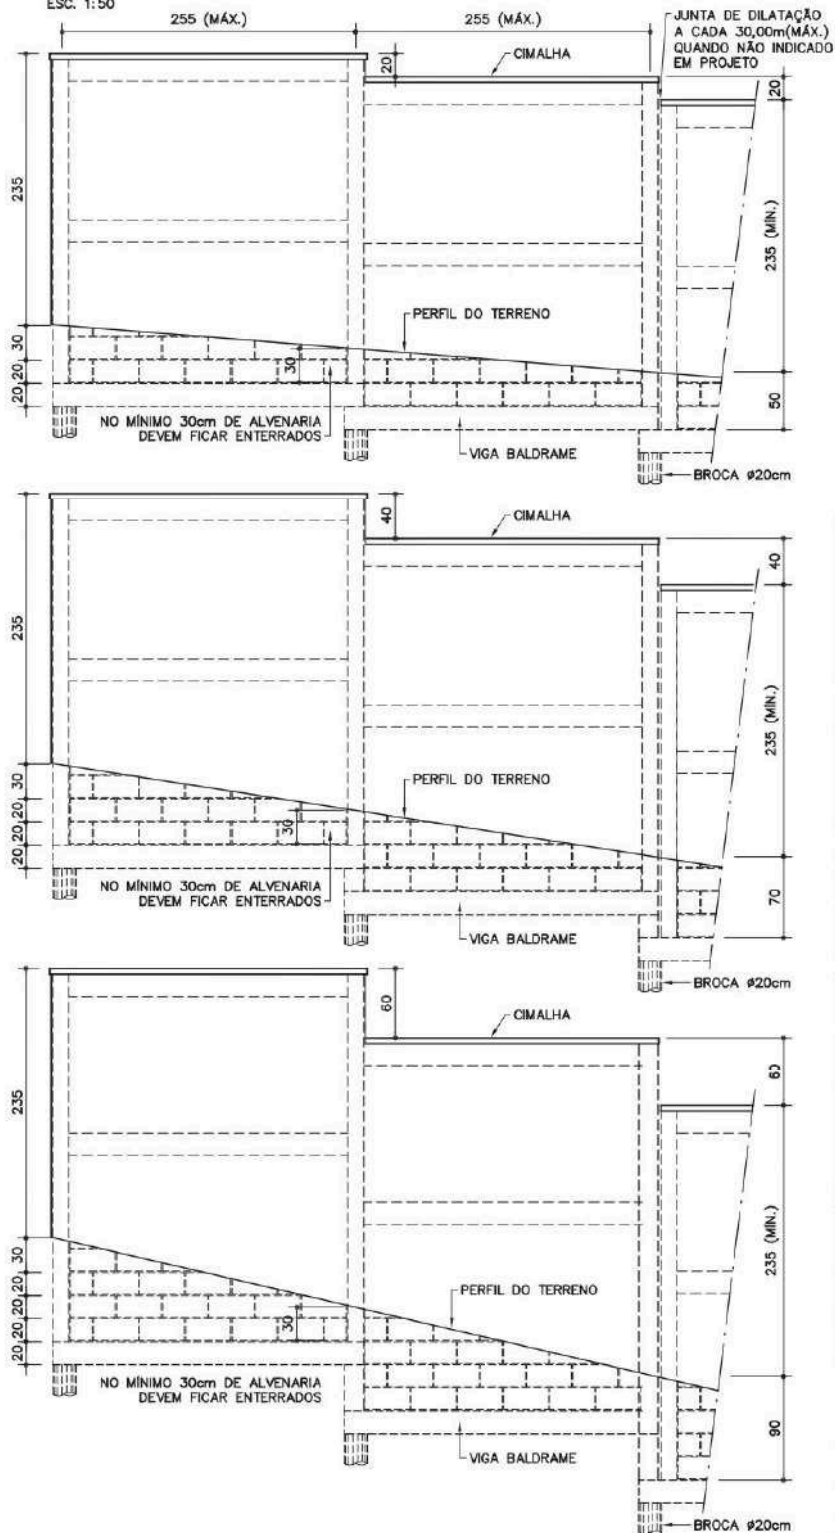 ESC. 1:50
255 (MÁX.)
255 (MÁX.)
JUNTA DE DILATAÇÃO
A CADA 30,00m(MÁX.)
QUANDO NÃO INDICADO
EM PROJETO
20
CIMALHA
20
235
235 (MÍN.)
PERFIL DO TERRENO
30
30
20
20
50
NO MÍNIMO 30cm DE ALVENARIA
DEVEM FICAR ENTERRADOS
VIGA BALDRAME
BROCA ø20cm
40
CIMALHA
40
235
235 (MÍN.)
PERFIL DO TERRENO
30
30
20
20
20
70
NO MÍNIMO 30cm DE ALVENARIA
DEVEM FICAR ENTERRADOS
VIGA BALDRAME
BROCA ø20cm
60
CIMALHA
60
235
235 (MÍN.)
PERFIL DO TERRENO
30
30
20
20
20
20
90
NO MÍNIMO 30cm DE ALVENARIA
DEVEM FICAR ENTERRADOS
VIGA BALDRAME
BROCA ø20cm